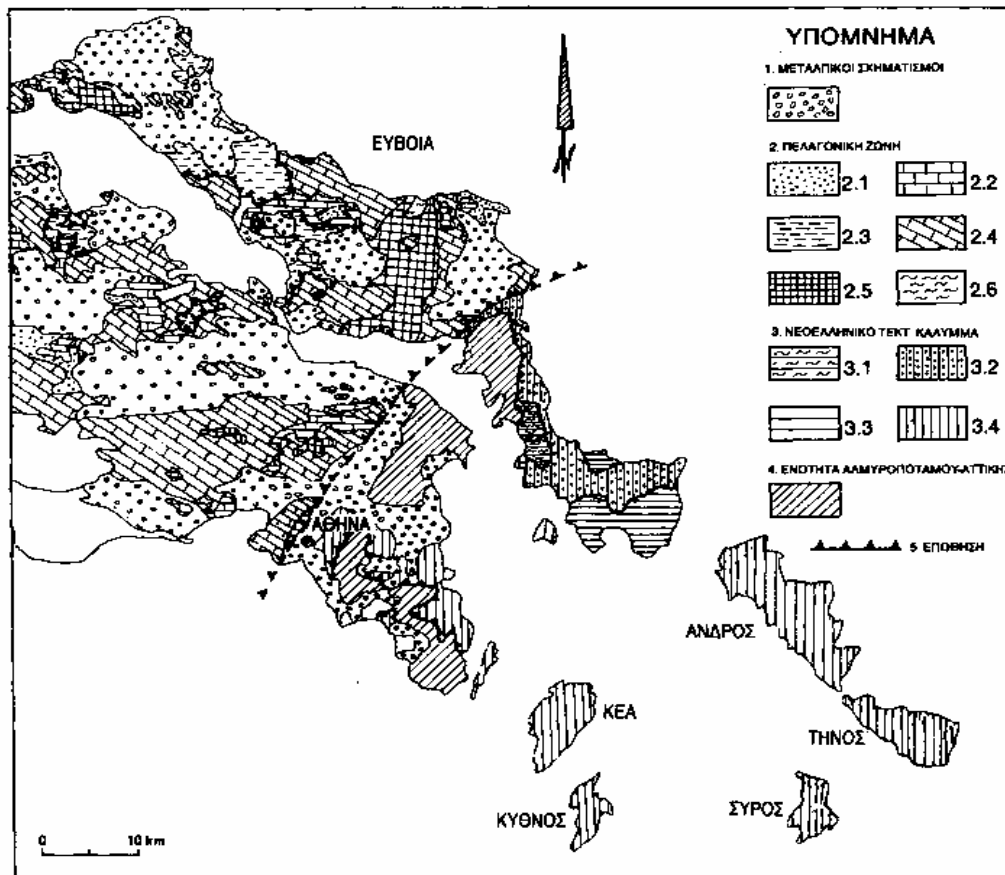 ΥΠΟΜΝΗΜΑ
1. ΜΕΤΑΛΠΙΚΟΙ ΣΧΗΜΑΤΙΣΜΟΙ
2. ΠΕΛΑΓΟΝΙΚΗ ΖΩΝΗ
2.1 2.2
2.3 2.4
2.5 2.6
3. ΝΕΟΕΛΛΗΝΙΚΟ ΤΕΚΤ. ΚΑΛΥΜΜΑ
3.1 3.2
3.3 3.4
4. ΕΝΟΤΗΤΑ ΑΛΜΥΡΟΠΟΤΑΜΟΥ-ΑΤΤΙΚΗΣ
5 ΕΠΩΘΗΣΗ
ΕΥΒΟΙΑ
ΑΘΗΝΑ
ΑΝΔΡΟΣ
ΚΕΑ
ΤΗΝΟΣ
ΚΥΘΝΟΣ
ΣΥΡΟΣ
0 10 km